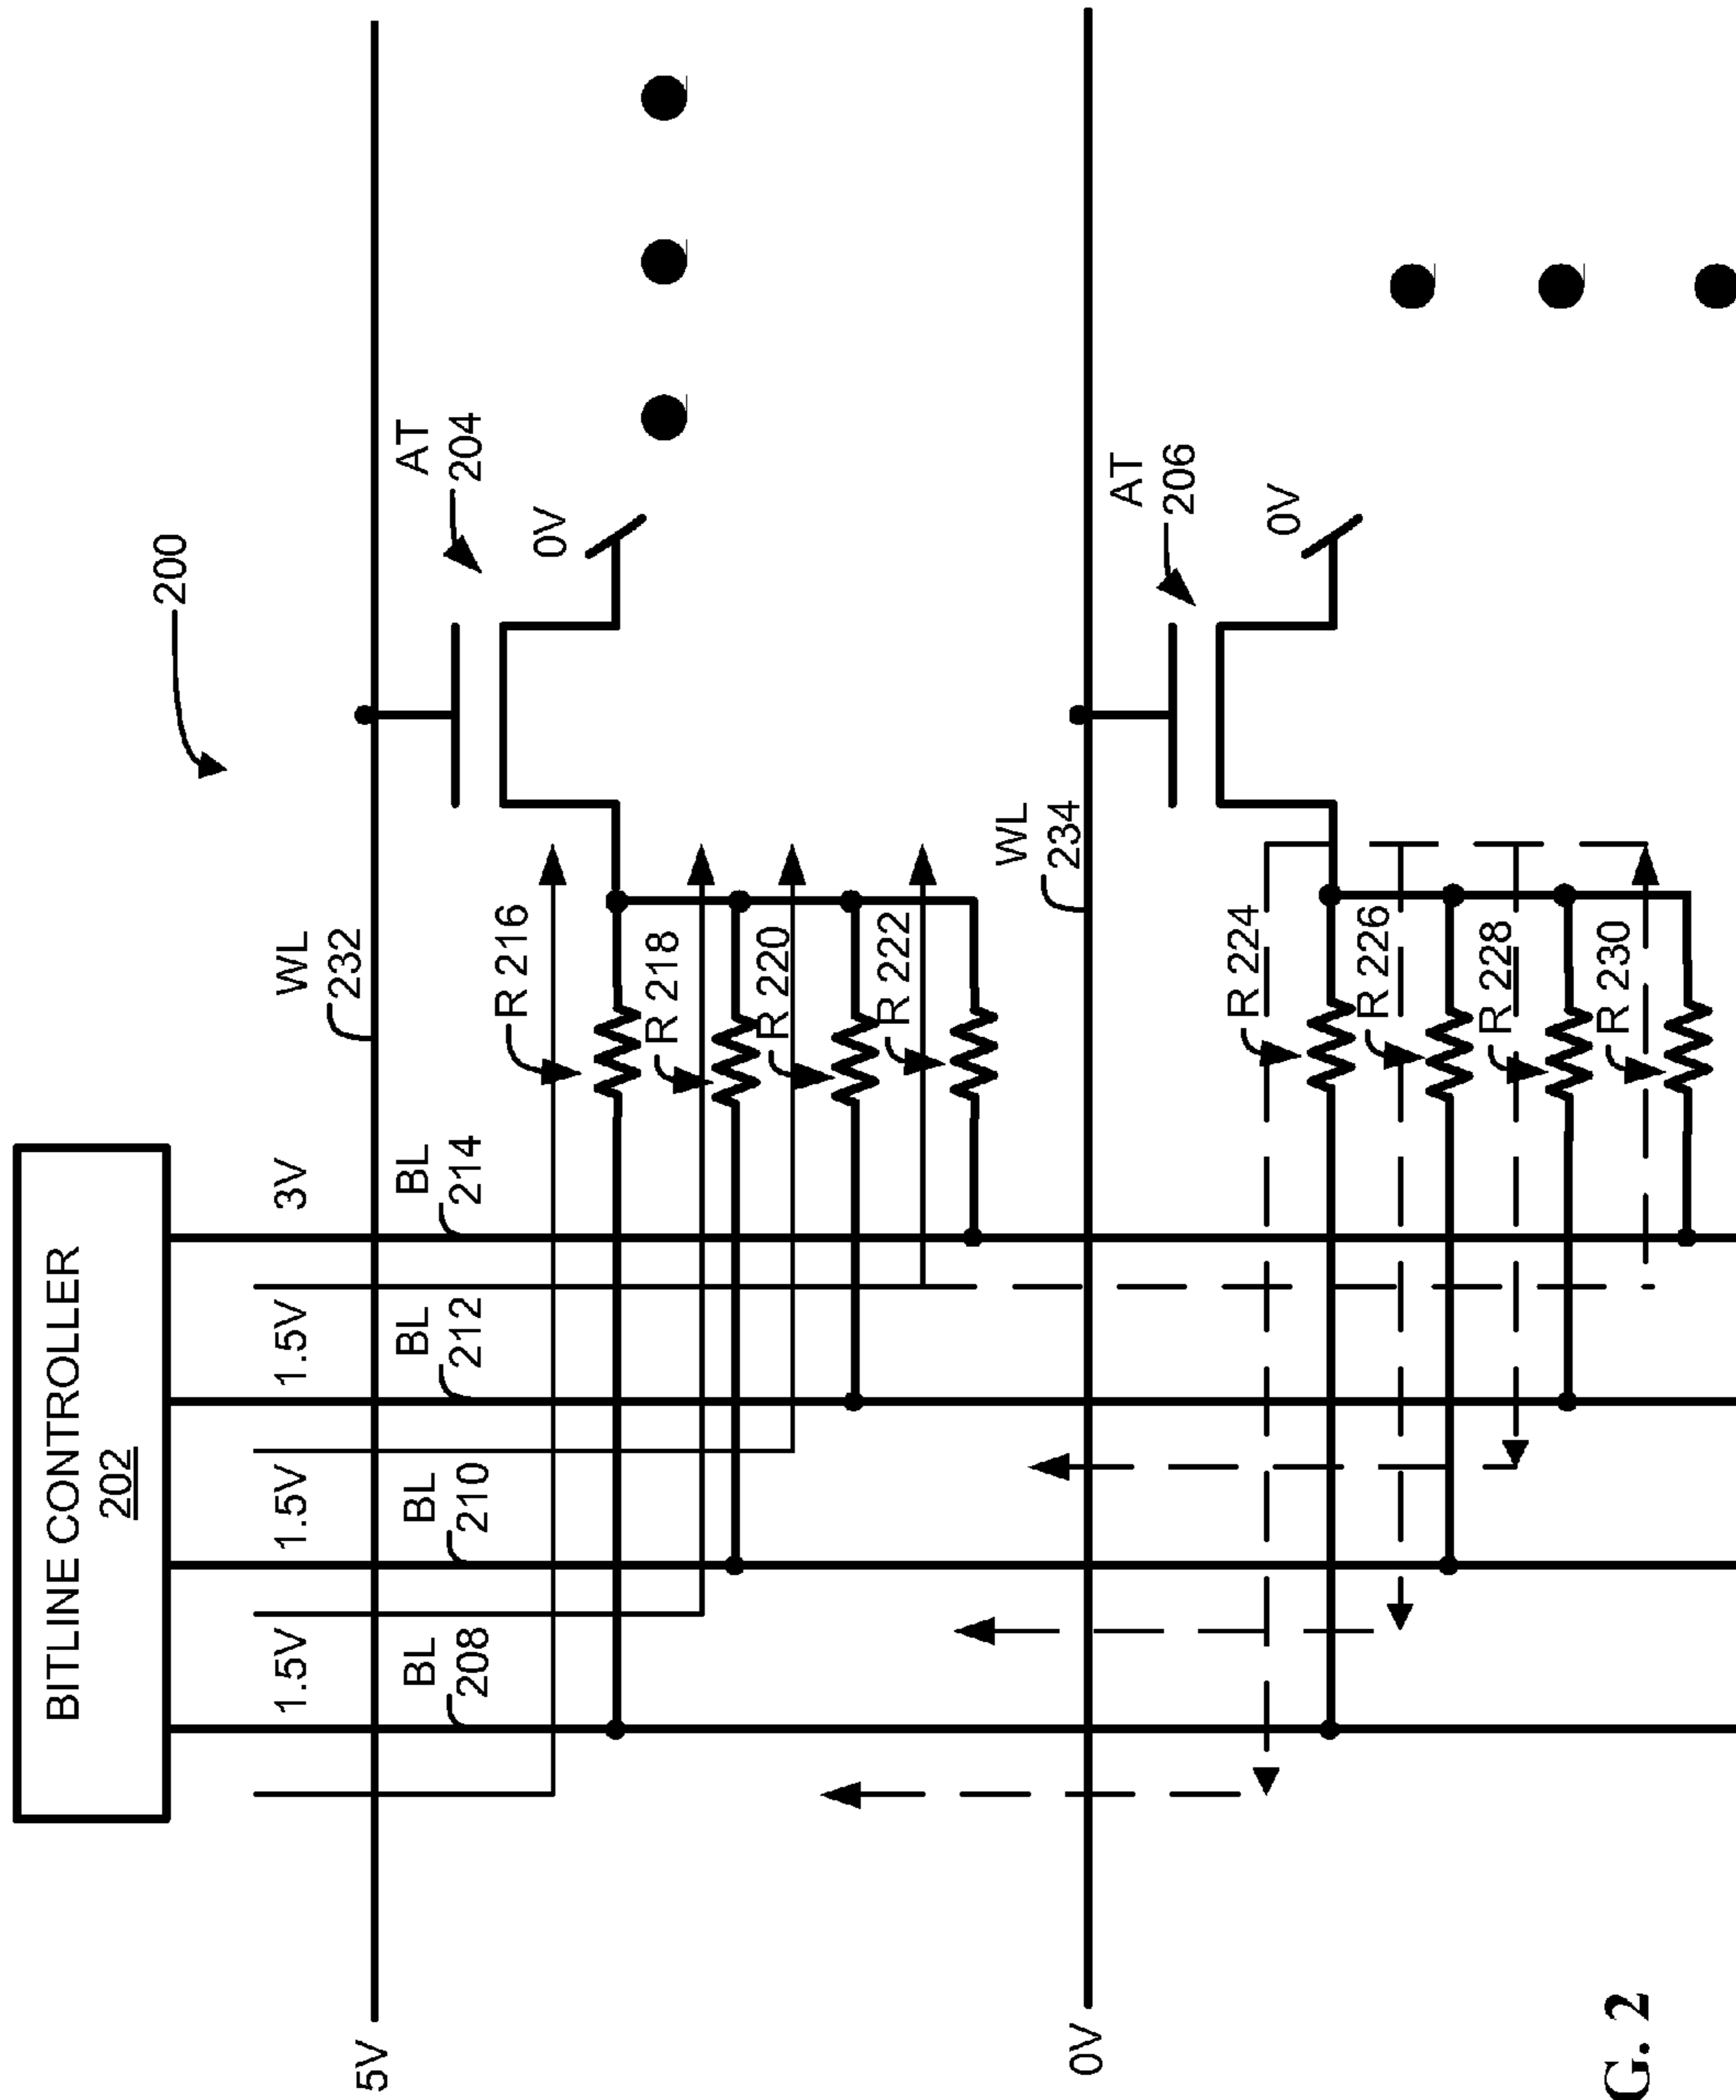 200
BITLINE CONTROLLER
202
5V
1.5V
1.5V
1.5V
3V
WL
232
BL
208
BL
210
BL
212
BL
214
AT
204
0V
R 216
R 218
R 220
R 222
0V
WL
234
AT
206
0V
R 224
R 226
R 228
R 230
G. 2